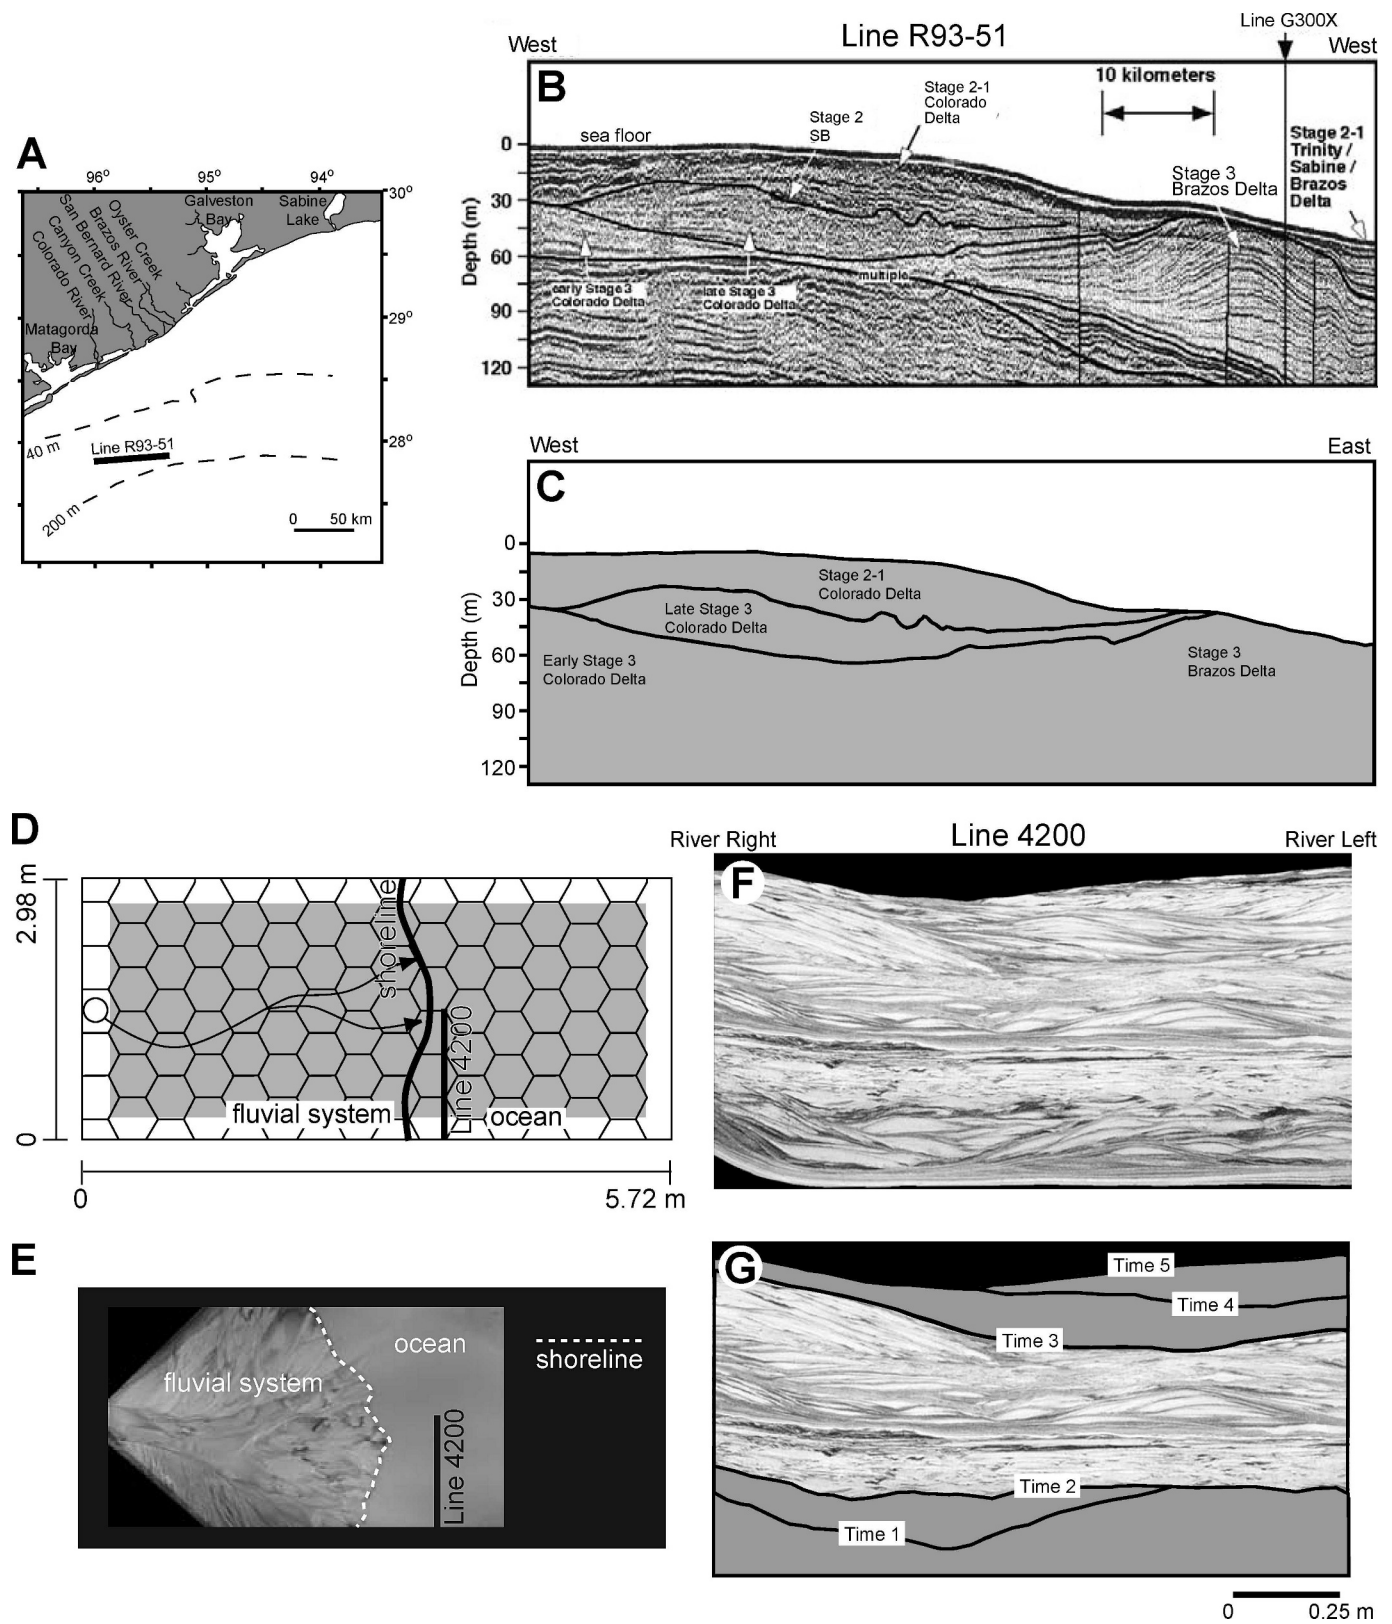 A
96°
95°
94°
30°
29°
28°
Oyster Creek
Brazos River
San Bernard River
Canyon Creek
Colorado River
Galveston
Bay
Sabine
Lake
Matagorda
Bay
Line R93-51
40 m
200 m
0 50 km
Line G300X
West
Line R93-51
West
B
10 kilometers
sea floor
Stage 2
SB
Stage 2-1
Colorado
Delta
Stage 3
Brazos Delta
Stage 2-1
Trinity /
Sabine /
Brazos
Delta
early Stage 3
Colorado Delta
late Stage 3
Colorado Delta
multiple
Depth (m)
0
30
60
90
120
West
East
C
Stage 2-1
Colorado Delta
Late Stage 3
Colorado Delta
Early Stage 3
Colorado Delta
Stage 3
Brazos Delta
Depth (m)
0
30
60
90
120
D
2.98 m
0
shoreline
Line 4200
fluvial system
ocean
0
5.72 m
River Right
Line 4200
River Left
F
E
ocean
fluvial system
shoreline
Line 4200
G
Time 5
Time 4
Time 3
Time 2
Time 1
0 0.25 m